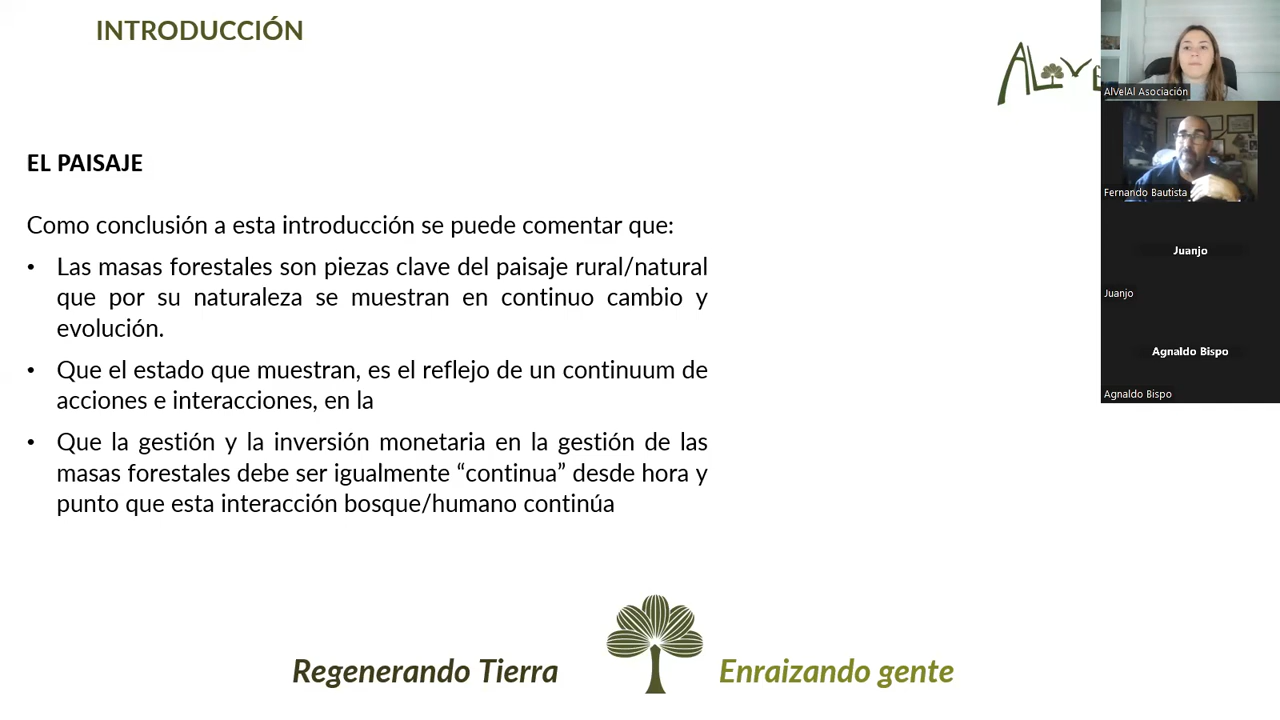 INTRODUCCIÓN
ALVE
EL PAISAJE
Como conclusión a esta introducción se puede comentar que:
• Las masas forestales son piezas clave del paisaje rural/natural
que por su naturaleza se muestran en continuo cambio y
evolución.
• Que el estado que muestran, es el reflejo de un continuum de
acciones e interacciones, en la
• Que la gestión y la inversión monetaria en la gestión de las
masas forestales debe ser igualmente “continua” desde hora y
punto que esta interacción bosque/humano continúa
Regenerando Tierra
Enraizando gente
AlVelAl Asociación
Fernando Bautista
Juanjo
Juanjo
Agnaldo Bispo
Agnaldo Bispo